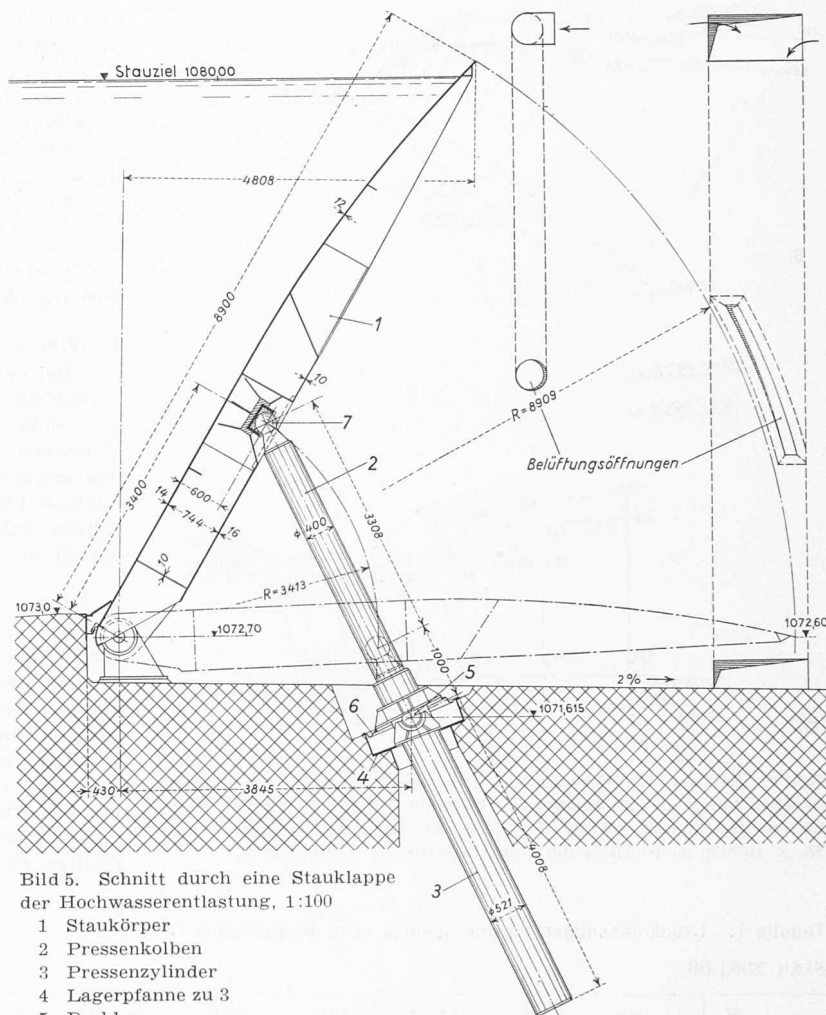 Stauziel 1080,00
4808
12
8900
1
10
7
R=8909
Belüftungsöffnungen
2
3400
600
14
744
16
φ 400
3308
10
R=3413
1073,0
1072,70
1072,60
1000
5
2%
6
1071,615
4
430
3845
4008
3
φ521
Bild 5. Schnitt durch eine Stauklappe
der Hochwasserentlastung, 1:100
1 Staukörper
2 Pressenkolben
3 Pressenzylinder
4 Lagerpfanne zu 3